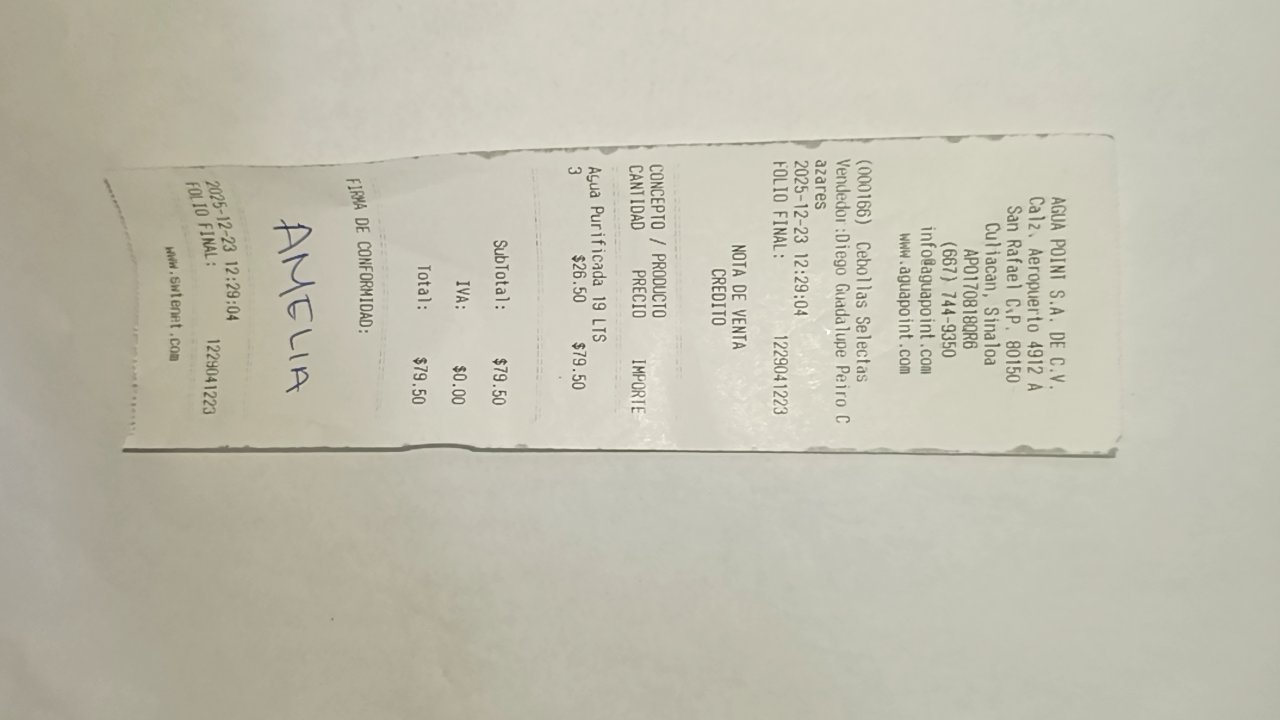 AGUA POINT S.A. DE C.V.
Calz. Aeropuerto 4912 A
San Rafael C.P. 80150
Culiacan, Sinaloa
APO170818QR6
(667) 744-9350
info@aguapoint.com
www.aguapoint.com
(000166) Cebollas Selectas
Vendedor:Diego Guadalupe Peiro C
azares
2025-12-23 12:29:04
FOLIO FINAL: 1229041223
NOTA DE VENTA
CREDITO
CONCEPTO / PRODUCTO
CANTIDAD PRECIO IMPORTE
Agua Purificada 19 LTS
3 $26.50 $79.50
SubTotal: $79.50
IVA: $0.00
Total: $79.50
FIRMA DE CONFORMIDAD:
AMELIA
2025-12-23 12:29:04
FOLIO FINAL: 1229041223
www.swtenet.com